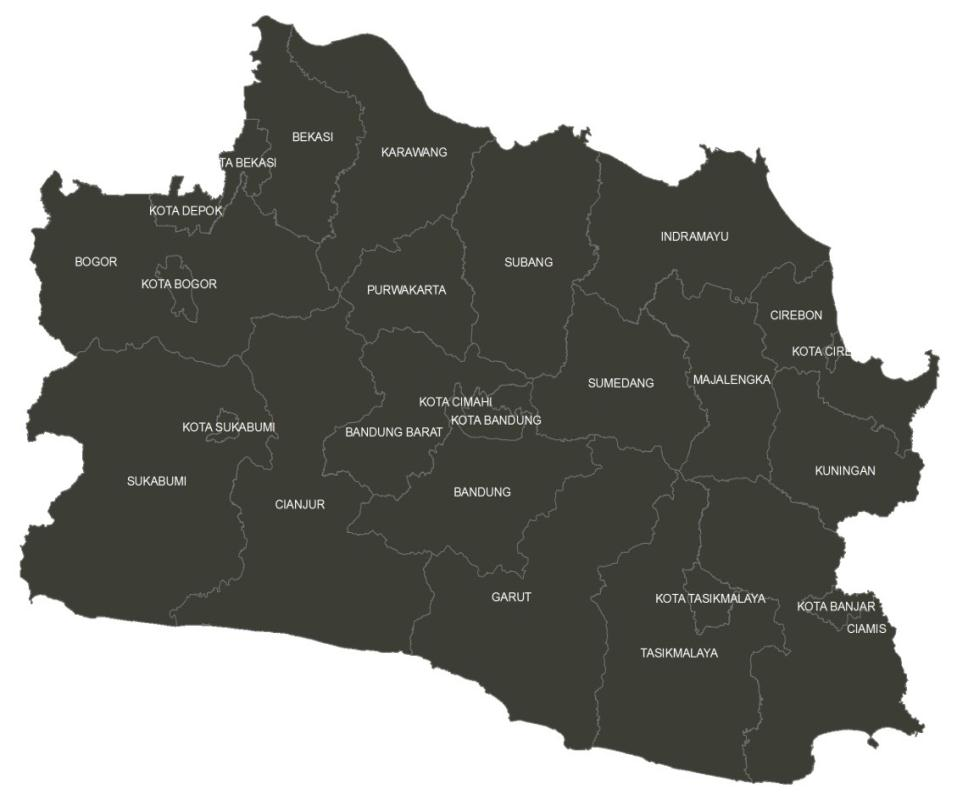 BEKASI
KARAWANG
TA BEKASI
KOTA DEPOK
INDRAMAYU
BOGOR
SUBANG
KOTA BOGOR
PURWAKARTA
CIREBON
KOTA CIRE
MAJALENGKA
SUMEDANG
KOTA CIMAHI
KOTA BANDUNG
KOTA SUKABUMI
BANDUNG BARAT
KUNINGAN
SUKABUMI
BANDUNG
CIANJUR
GARUT
KOTA TASIKMALAYA
KOTA BANJAR
CIAMIS
TASIKMALAYA